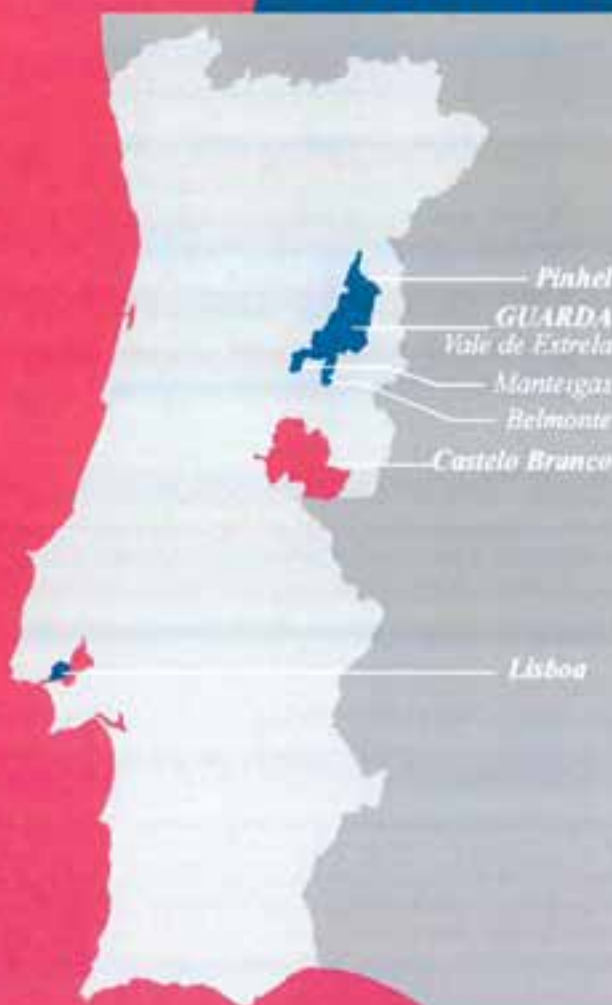 Pinhel
GUARDA
Vale de Estrela
Manteigas
Belmonte
Castelo Branco
Lisboa